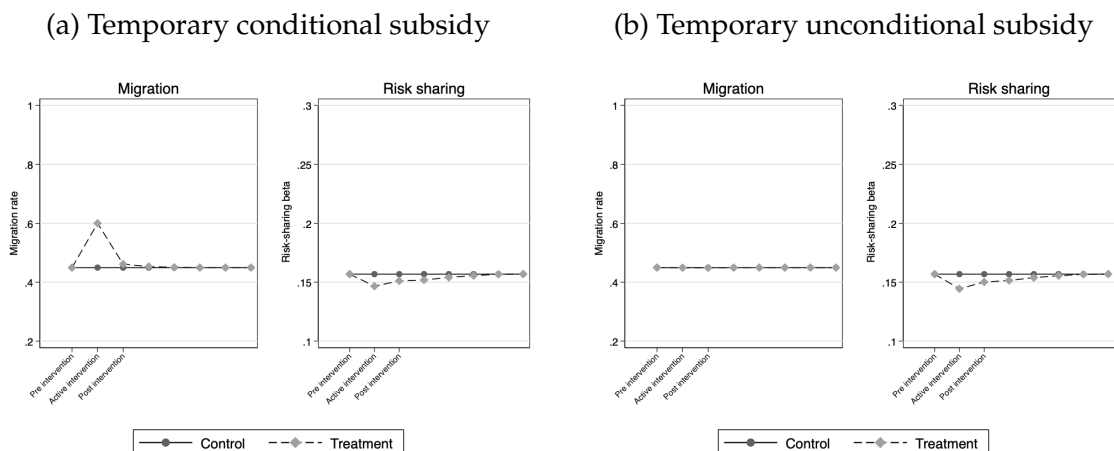 (a) Temporary conditional subsidy
Migration
Migration rate
1
.8
.6
.4
.2
Pre intervention
Active intervention
Post intervention
Risk sharing
Risk-sharing beta
.3
.25
.2
.15
.1
Pre intervention
Active intervention
Post intervention
Control
Treatment
(b) Temporary unconditional subsidy
Migration
Migration rate
1
.8
.6
.4
.2
Pre intervention
Active intervention
Post intervention
Risk sharing
Risk-sharing beta
.3
.25
.2
.15
.1
Pre intervention
Active intervention
Post intervention
Control
Treatment